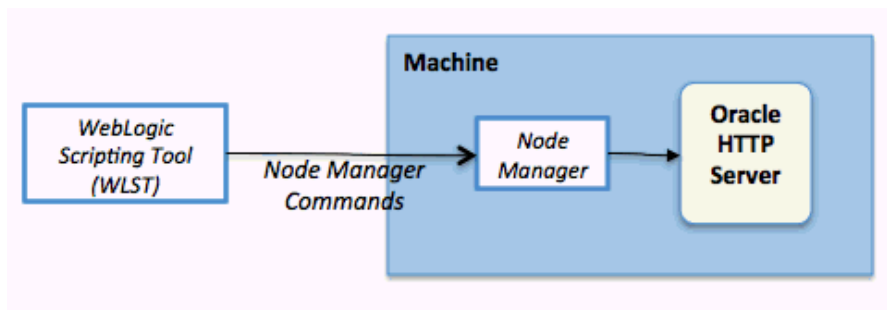 Machine
WebLogic
Scripting Tool
(WLST)
Node Manager
Commands
Node
Manager
Oracle
HTTP
Server